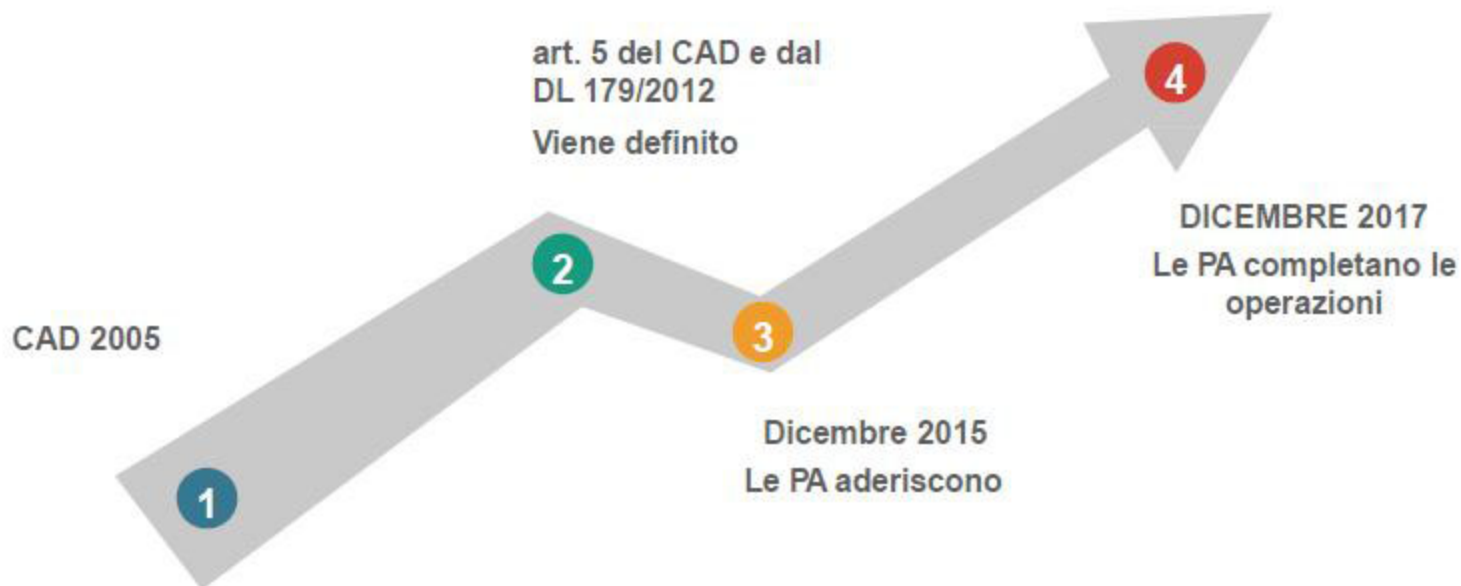 CAD 2005
1
art. 5 del CAD e dal
DL 179/2012
Viene definito
2
3
Dicembre 2015
Le PA aderiscono
4
DICEMBRE 2017
Le PA completano le
operazioni